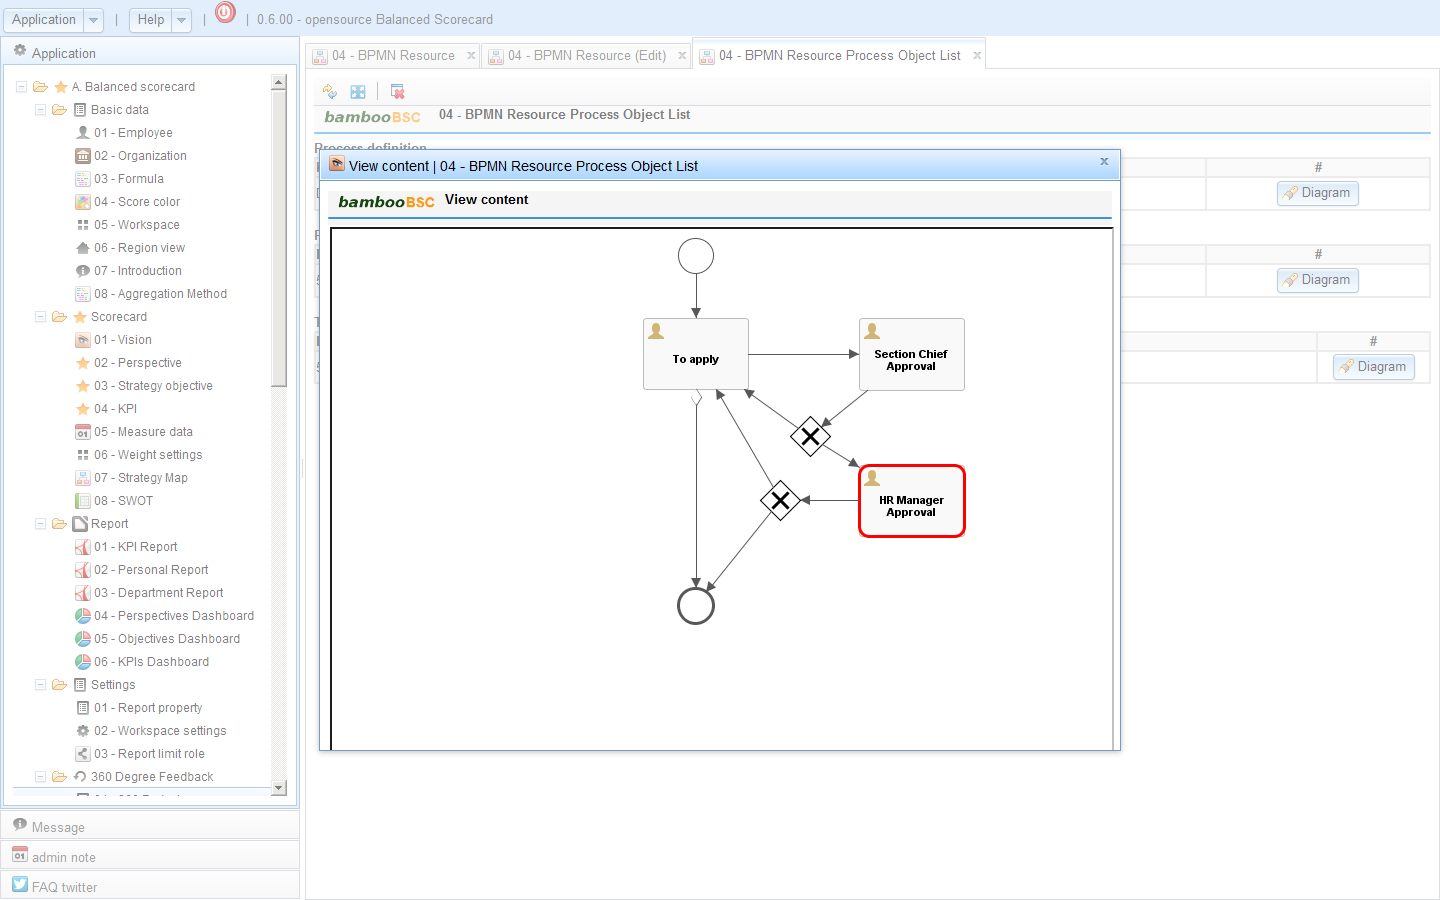 Application
Help
0.6.00 - opensource Balanced Scorecard
Application
A. Balanced scorecard
Basic data
01 - Employee
02 - Organization
03 - Formula
04 - Score color
05 - Workspace
06 - Region view
07 - Introduction
08 - Aggregation Method
Scorecard
01 - Vision
02 - Perspective
03 - Strategy objective
04 - KPI
05 - Measure data
06 - Weight settings
07 - Strategy Map
08 - SWOT
Report
01 - KPI Report
02 - Personal Report
03 - Department Report
04 - Perspectives Dashboard
05 - Objectives Dashboard
06 - KPIs Dashboard
Settings
01 - Report property
02 - Workspace settings
03 - Report limit role
360 Degree Feedback
Message
admin note
FAQ twitter
04 - BPMN Resource
04 - BPMN Resource (Edit)
04 - BPMN Resource Process Object List
bambooBSC 04 - BPMN Resource Process Object List
Process definition
#
Diagram
#
Diagram
#
Diagram
View content | 04 - BPMN Resource Process Object List
bambooBSC View content
To apply
Section Chief
Approval
HR Manager
Approval